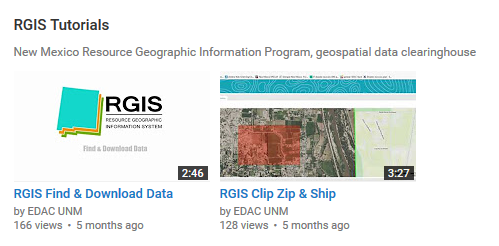 RGIS Tutorials
New Mexico Resource Geographic Information Program, geospatial data clearinghouse
RGIS
RESOURCE GEOGRAPHIC
INFORMATION SYSTEM
Find & Download Data
2:46
3:27
RGIS Find & Download Data
by EDAC UNM
166 views • 5 months ago
RGIS Clip Zip & Ship
by EDAC UNM
128 views • 5 months ago